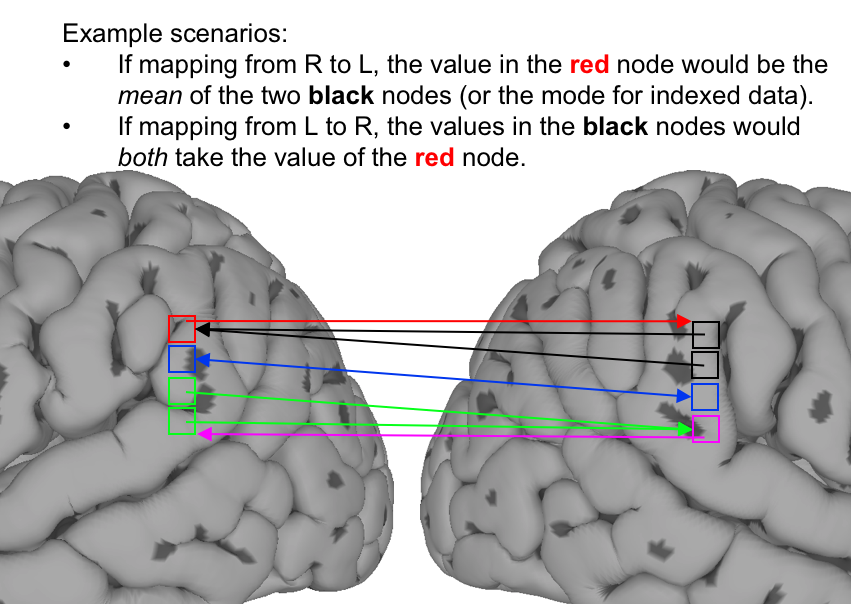 Example scenarios:
• If mapping from R to L, the value in the red node would be the
mean of the two black nodes (or the mode for indexed data).
• If mapping from L to R, the values in the black nodes would
both take the value of the red node.